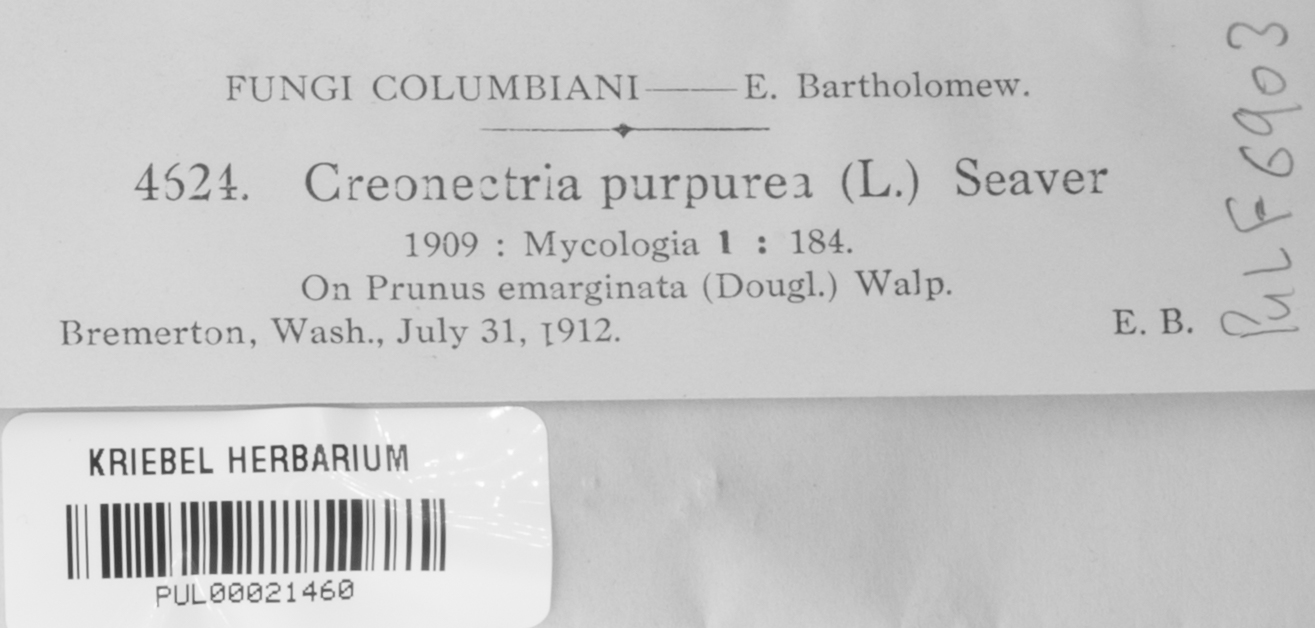 FUNGI COLUMBIANI——E. Bartholomew.
4624. Creonectria purpurea (L.) Seaver
1909 : Mycologia 1 : 184.
On Prunus emarginata (Dougl.) Walp.
Bremerton, Wash., July 31, 1912. E. B.
PUL F 6903
KRIEBEL HERBARIUM
PUL00021460